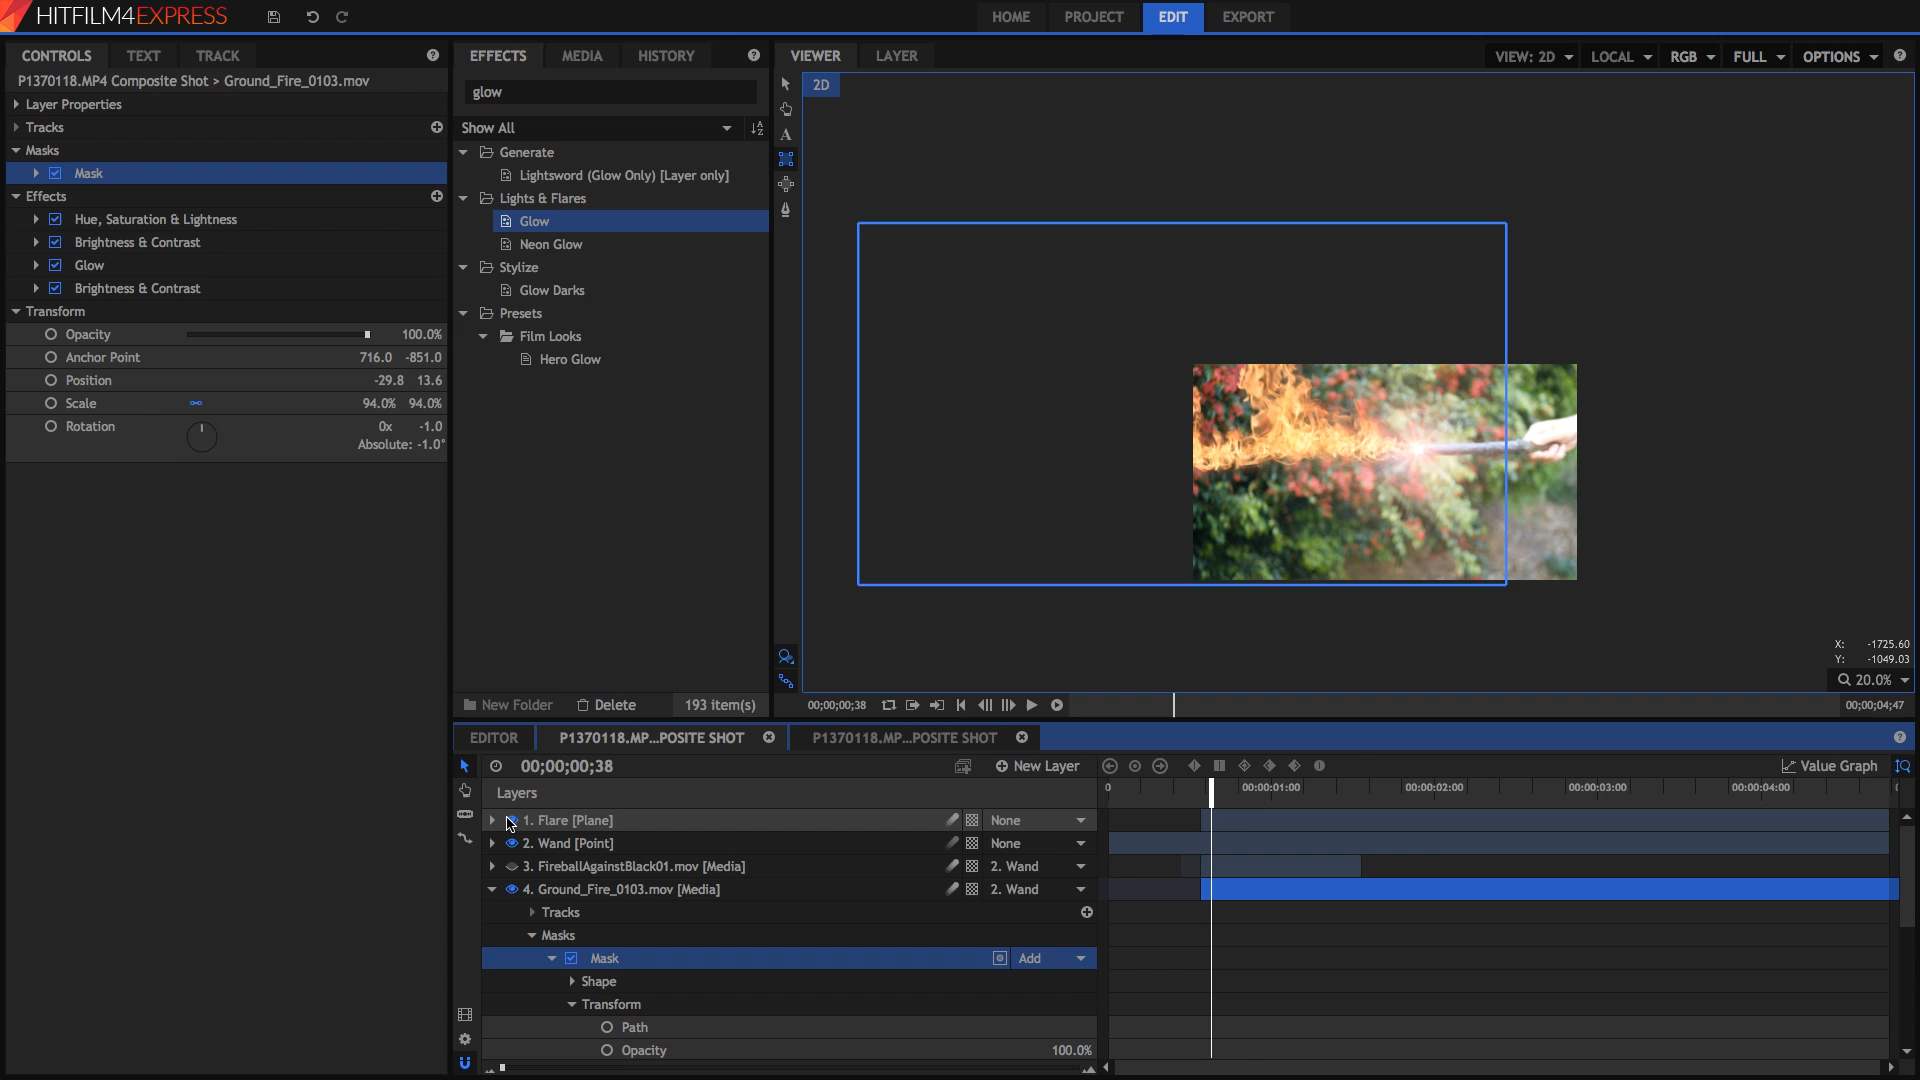 HITFILM4EXPRESS
HOME
PROJECT
EDIT
EXPORT
CONTROLS
TEXT
TRACK
P1370118.MP4 Composite Shot > Ground_Fire_0103.mov
Layer Properties
Tracks
Masks
Mask
Effects
Hue, Saturation & Lightness
Brightness & Contrast
Glow
Brightness & Contrast
Transform
Opacity 100.0%
Anchor Point 716.0 -851.0
Position -29.8 13.6
Scale 94.0% 94.0%
Rotation 0x -1.0
Absolute: -1.0°
EFFECTS
MEDIA
HISTORY
glow
Show All
Generate
Lightsword (Glow Only) [Layer only]
Lights & Flares
Glow
Neon Glow
Stylize
Glow Darks
Presets
Film Looks
Hero Glow
New Folder
Delete
193 item(s)
VIEWER
LAYER
VIEW: 2D
LOCAL
RGB
FULL
OPTIONS
2D
A
X: -1725.60
Y: -1049.03
20.0%
00;00;00;38
00;00;04;47
EDITOR
P1370118.MP...POSITE SHOT
P1370118.MP...POSITE SHOT
00;00;00;38
New Layer
Value Graph
Layers
0
00:00:01:00
00:00:02:00
00:00:03:00
00:00:04:00
1. Flare [Plane] None
2. Wand [Point] None
3. FireballAgainstBlack01.mov [Media] 2. Wand
4. Ground_Fire_0103.mov [Media] 2. Wand
Tracks
Masks
Mask Add
Shape
Transform
Path
Opacity 100.0%